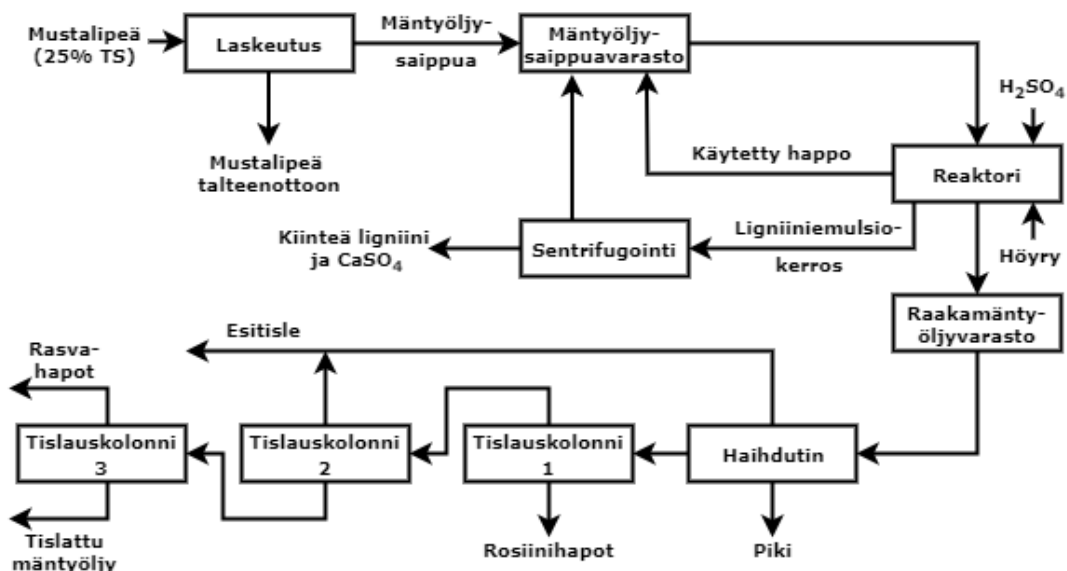 Mustalipeä
(25% TS)
Laskeutus
Mäntyöljy-
saippua
Mäntyöljy-
saippuavarasto
H₂SO₄
Mustalipeä
talteenottoon
Käytetty happo
Reaktori
Kiinteä ligniini
ja CaSO₄
Sentrifugointi
Ligniiniemulsio-
kerros
Höyry
Raakamänty-
öljyvarasto
Esitisle
Rasva-
hapot
Tislauskolonni
3
Tislauskolonni
2
Tislauskolonni
1
Haihdutin
Tislattu
mäntyöljy
Rosiinihapot
Piki